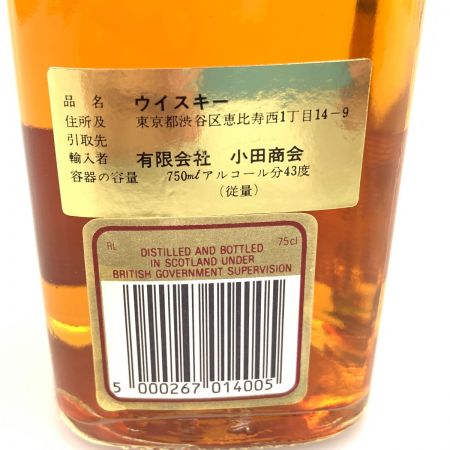 品名 ウイスキー
住所及 東京都渋谷区恵比寿西1丁目14-9
引取先
輸入者 有限会社 小田商会
容器の容量 750mlアルコール分43度
(従量)
RL 75cl
DISTILLED AND BOTTLED
IN SCOTLAND UNDER
BRITISH GOVERNMENT SUPERVISION
5 000267 014005